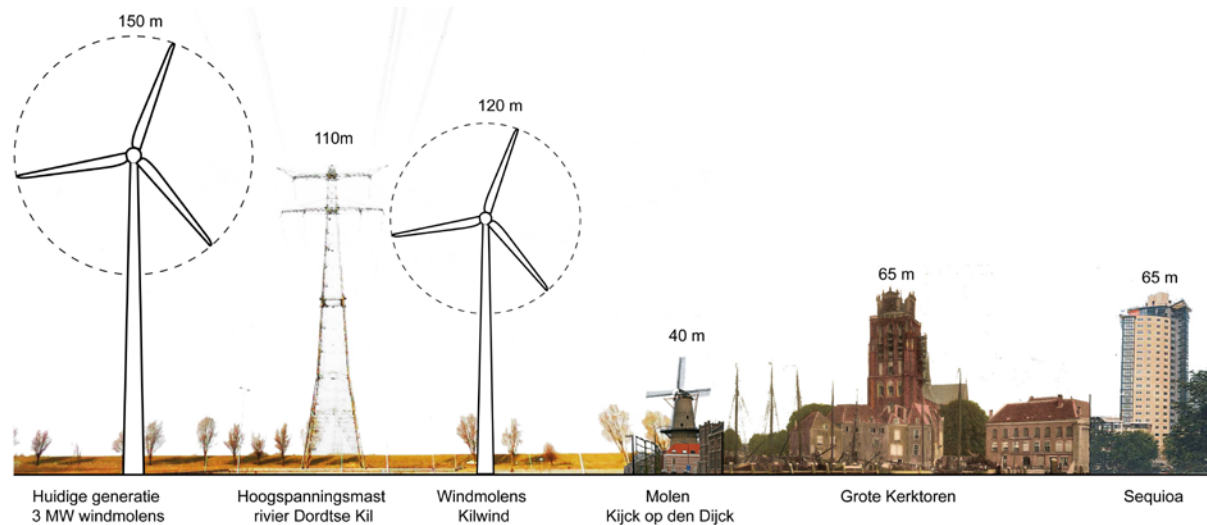 150 m
110m
120 m
40 m
65 m
65 m
Huidige generatie
3 MW windmolens
Hoogspanningsmast
rivier Dordtse Kil
Windmolens
Kilwind
Molen
Kijck op den Dijck
Grote Kerktoren
Sequioa